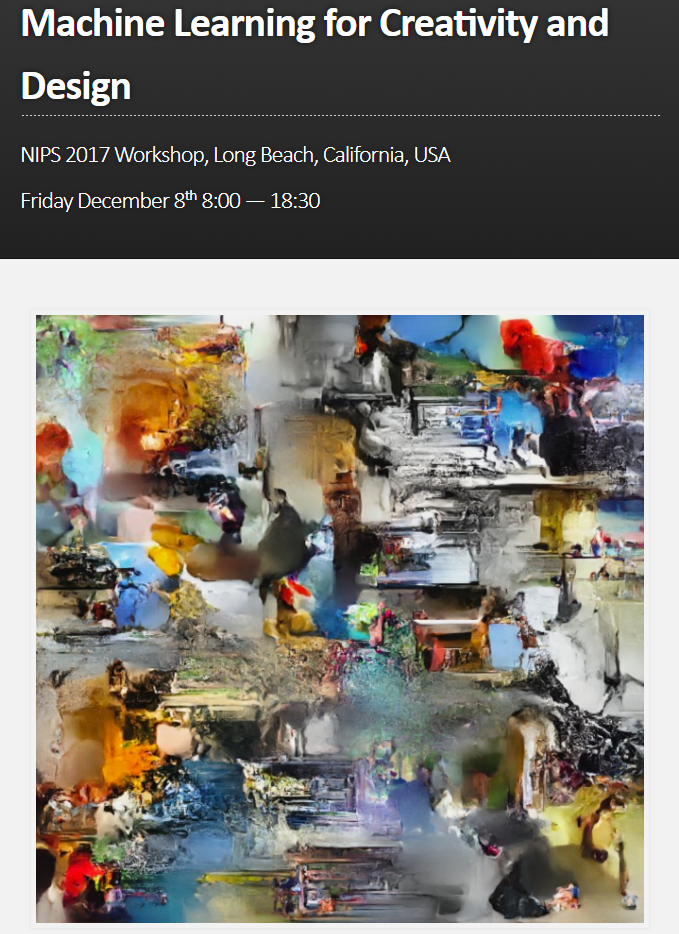 Machine Learning for Creativity and
Design
NIPS 2017 Workshop, Long Beach, California, USA
Friday December 8th 8:00 — 18:30